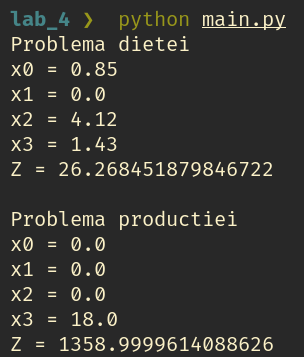 lab_4 ❯ python main.py
Problema dietei
x0 = 0.85
x1 = 0.0
x2 = 4.12
x3 = 1.43
Z = 26.268451879846722
Problema productiei
x0 = 0.0
x1 = 0.0
x2 = 0.0
x3 = 18.0
Z = 1358.9999614088626